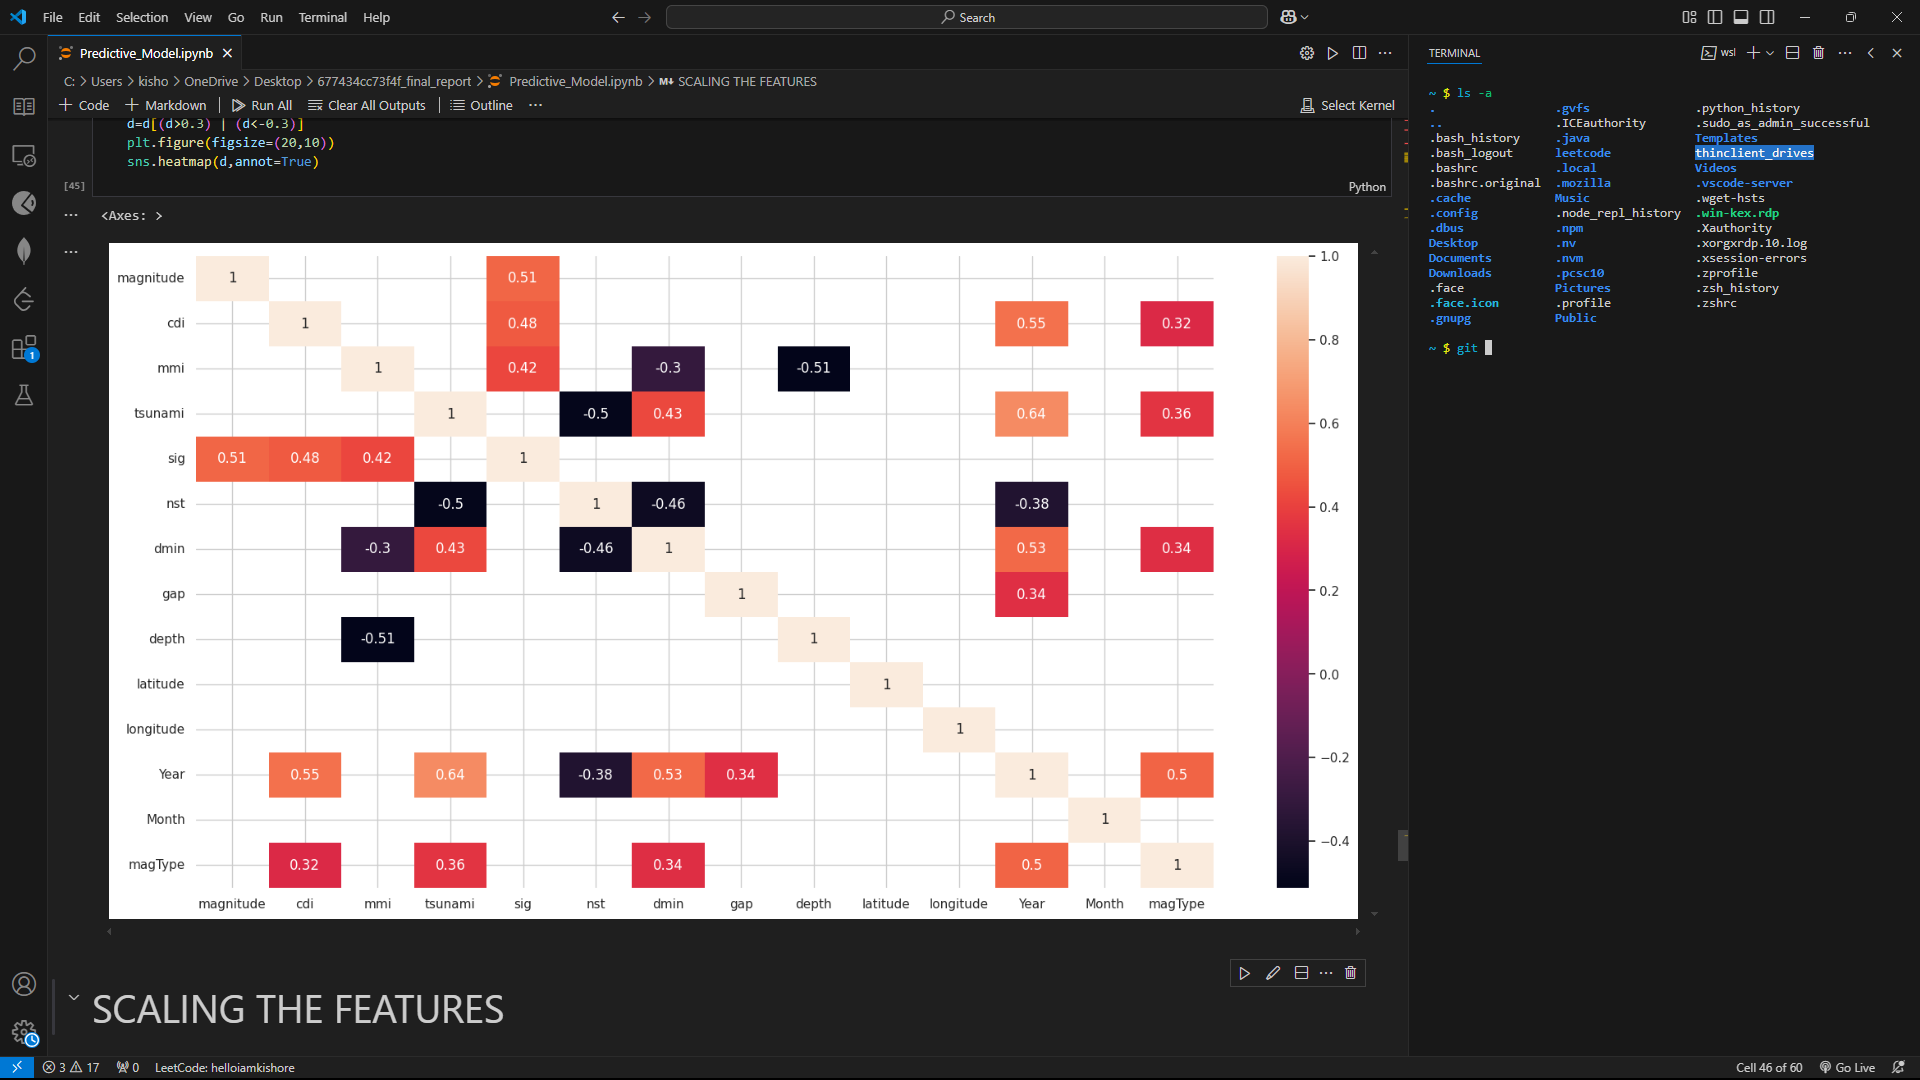 File Edit Selection View Go Run Terminal Help
Search
Predictive_Model.ipynb
C: > Users > kisho > OneDrive > Desktop > 677434cc73f4f_final_report > Predictive_Model.ipynb > M↓ SCALING THE FEATURES
+ Code + Markdown | Run All Clear All Outputs | Outline ...
Select Kernel
d=d[(d>0.3) | (d<-0.3)]
plt.figure(figsize=(20,10))
sns.heatmap(d,annot=True)
[45]
Python
<Axes: >
magnitude 1 0.51
cdi 1 0.48 0.55 0.32
mmi 1 0.42 -0.3 -0.51
tsunami 1 -0.5 0.43 0.64 0.36
sig 0.51 0.48 0.42 1
nst -0.5 1 -0.46 -0.38
dmin -0.3 0.43 -0.46 1 0.53 0.34
gap 1 0.34
depth -0.51 1
latitude 1
longitude 1
Year 0.55 0.64 -0.38 0.53 0.34 1 0.5
Month 1
magType 0.32 0.36 0.34 0.5 1
magnitude cdi mmi tsunami sig nst dmin gap depth latitude longitude Year Month magType
1.0
0.8
0.6
0.4
0.2
0.0
−0.2
−0.4
SCALING THE FEATURES
TERMINAL
wsl
~ $ ls -a
. .gvfs .python_history
.. .ICEauthority .sudo_as_admin_successful
.bash_history .java Templates
.bash_logout leetcode thinclient_drives
.bashrc .local Videos
.bashrc.original .mozilla .vscode-server
.cache Music .wget-hsts
.config .node_repl_history .win-kex.rdp
.dbus .npm .Xauthority
Desktop .nv .xorgxrdp.10.log
Documents .nvm .xsession-errors
Downloads .pcsc10 .zprofile
.face Pictures .zsh_history
.face.icon .profile .zshrc
.gnupg Public
~ $ git
1
3 17 0 LeetCode: helloiamkishore
Cell 46 of 60 Go Live